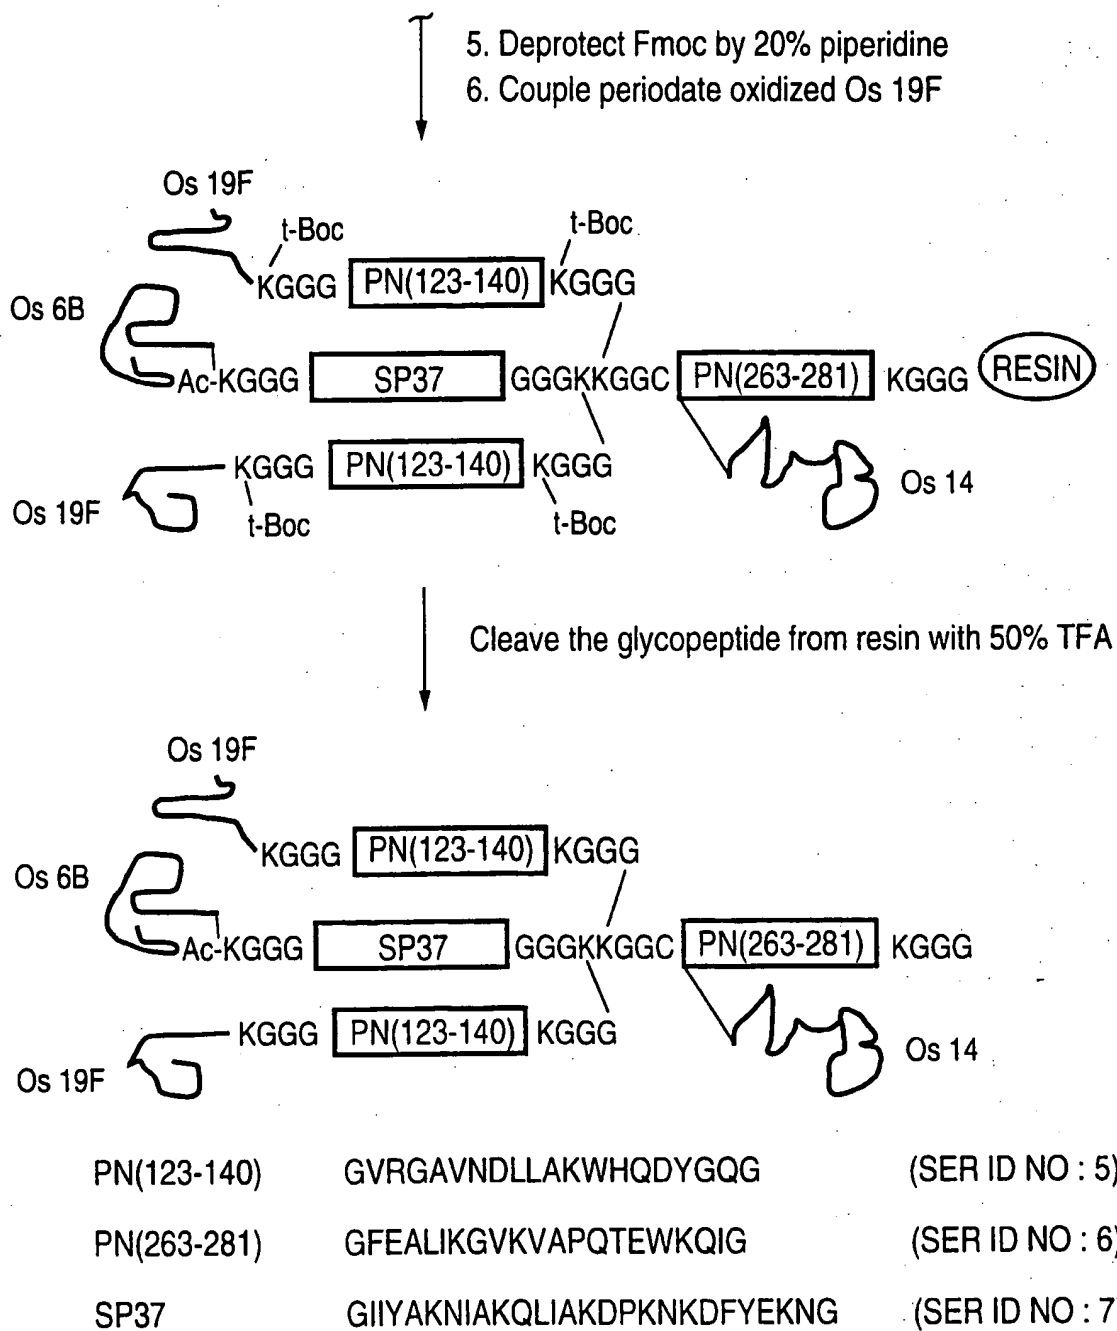 5. Deprotect Fmoc by 20% piperidine
6. Couple periodate oxidized Os 19F
Os 19F
t-Boc
t-Boc
KGGG PN(123-140) KGGG
Os 6B
Ac-KGGG SP37 GGGKKGGC PN(263-281) KGGG RESIN
KGGG PN(123-140) KGGG
Os 14
Os 19F
t-Boc
t-Boc
Cleave the glycopeptide from resin with 50% TFA
Os 19F
KGGG PN(123-140) KGGG
Os 6B
Ac-KGGG SP37 GGGKKGGC PN(263-281) KGGG
KGGG PN(123-140) KGGG
Os 14
Os 19F
PN(123-140) GVRGAVNDLLAKWHQDYGQG (SER ID NO : 5)
PN(263-281) GFEALIKGVKVAPQTEWKQIG (SER ID NO : 6)
SP37 GIIYAKNIAKQLIAKDPKNKDFYEKNG (SER ID NO : 7